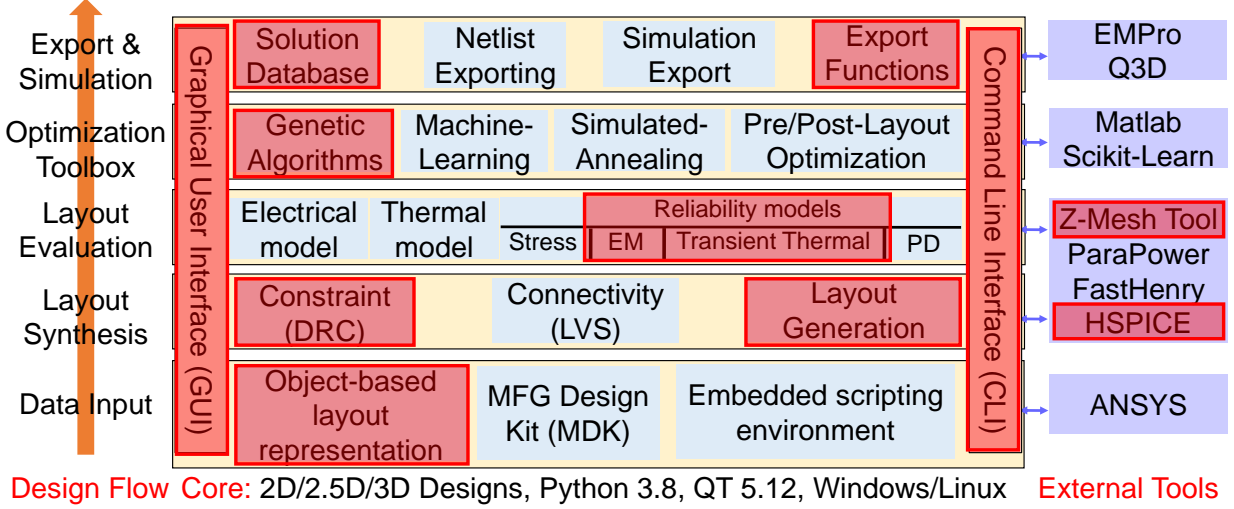 Export &
Simulation
Graphical User Interface (GUI)
Solution
Database
Netlist
Exporting
Simulation
Export
Export
Functions
Command Line Interface (CLI)
EMPro
Q3D
Optimization
Toolbox
Genetic
Algorithms
Machine-
Learning
Simulated-
Annealing
Pre/Post-Layout
Optimization
Matlab
Scikit-Learn
Layout
Evaluation
Electrical
model
Thermal
model
Reliability models
Stress
EM
Transient Thermal
PD
Z-Mesh Tool
ParaPower
FastHenry
HSPICE
Layout
Synthesis
Constraint
(DRC)
Connectivity
(LVS)
Layout
Generation
Data Input
Object-based
layout
representation
MFG Design
Kit (MDK)
Embedded scripting
environment
ANSYS
Design Flow Core: 2D/2.5D/3D Designs, Python 3.8, QT 5.12, Windows/Linux
External Tools